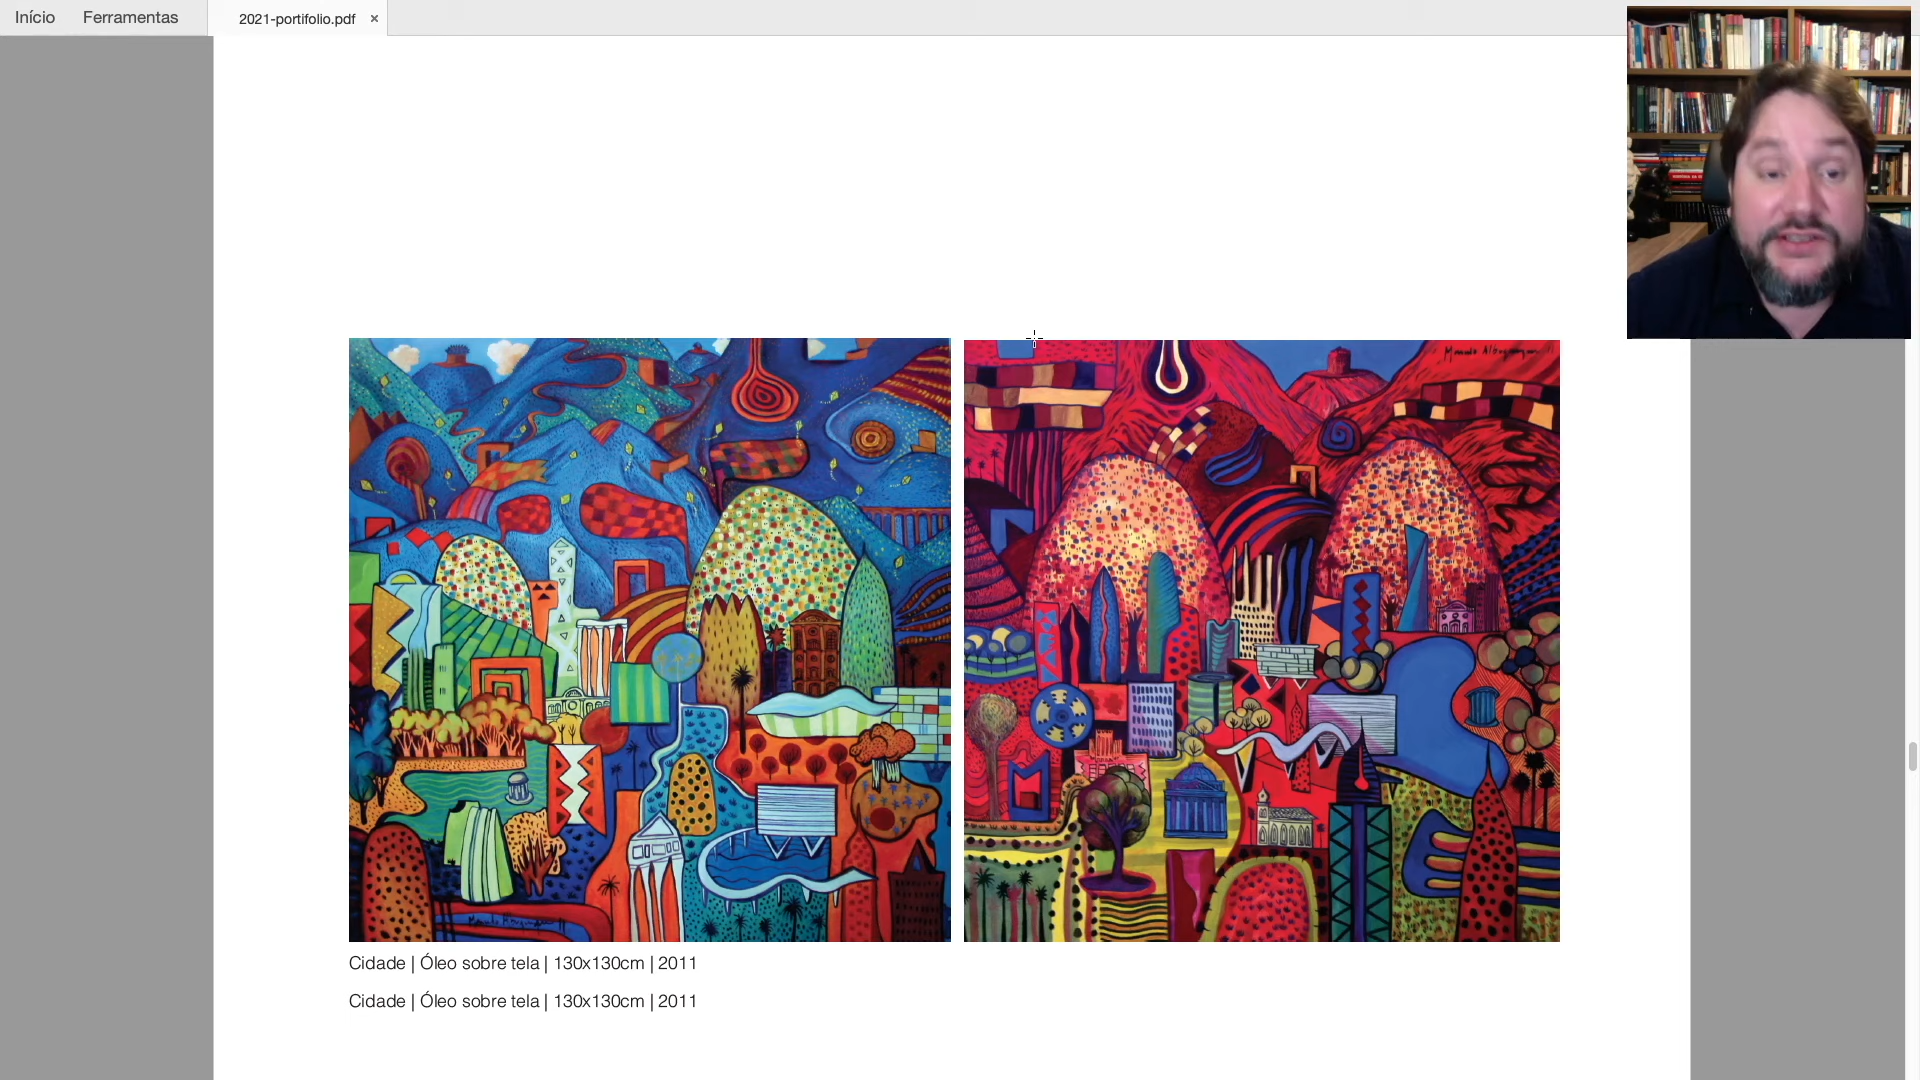 Início Ferramentas 2021-portifolio.pdf ×
Cidade | Óleo sobre tela | 130x130cm | 2011
Cidade | Óleo sobre tela | 130x130cm | 2011